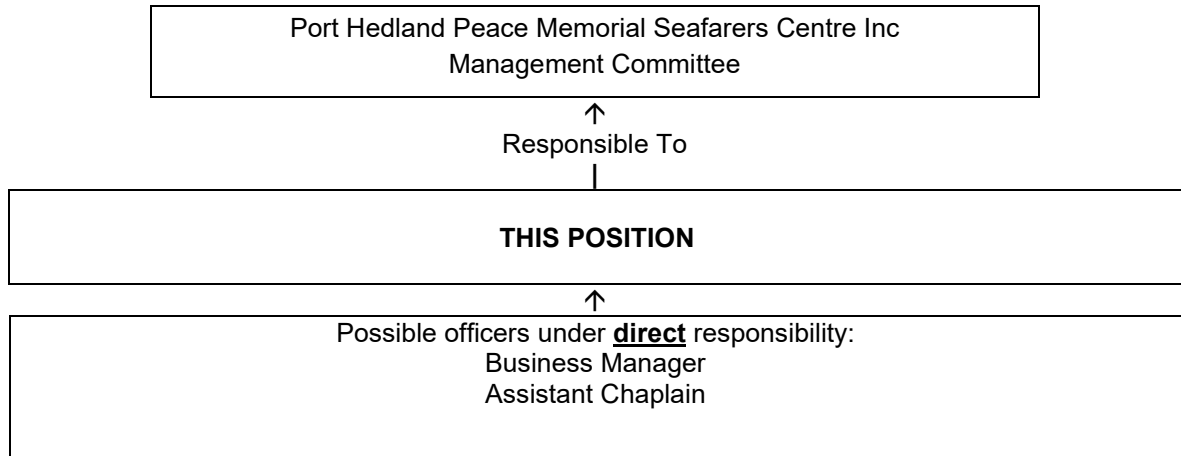 Port Hedland Peace Memorial Seafarers Centre Inc
Management Committee
Responsible To
THIS POSITION
Possible officers under direct responsibility:
Business Manager
Assistant Chaplain